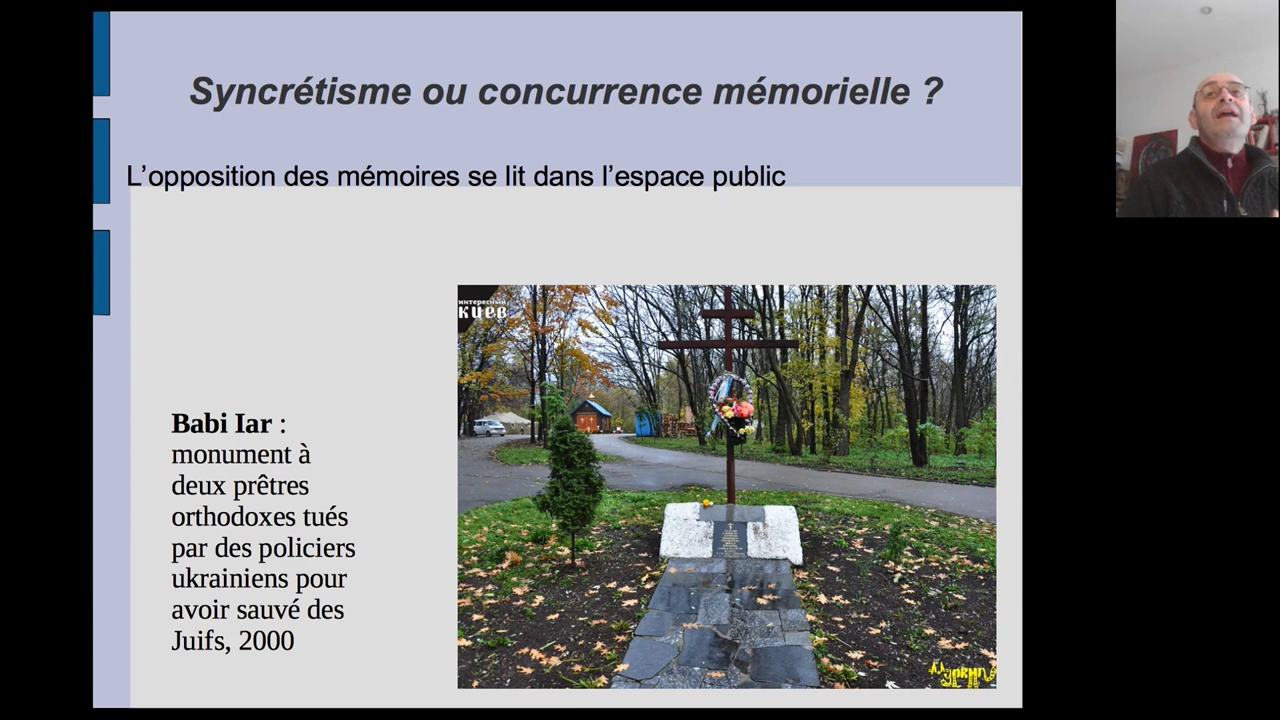 Syncrétisme ou concurrence mémorielle ?
L’opposition des mémoires se lit dans l’espace public
Babi Iar :
monument à
deux prêtres
orthodoxes tués
par des policiers
ukrainiens pour
avoir sauvé des
Juifs, 2000
интересный
киев